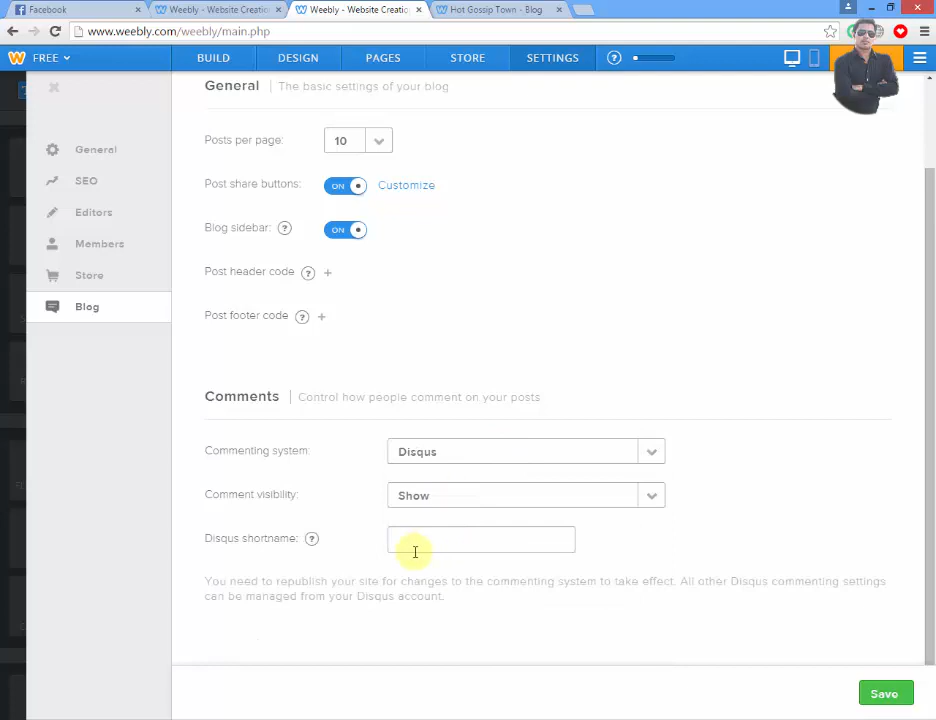 Facebook
Weebly - Website Creation
Weebly - Website Creatio
Hot Gossip Town - Blog
www.weebly.com/weebly/main.php
FREE
BUILD
DESIGN
PAGES
STORE
SETTINGS
?
General | The basic settings of your blog
General
SEO
Editors
Members
Store
Blog
Posts per page:
10
Post share buttons:
ON
Customize
Blog sidebar: ?
ON
Post header code ? +
Post footer code ? +
Comments | Control how people comment on your posts
Commenting system:
Disqus
Comment visibility:
Show
Disqus shortname: ?
You need to republish your site for changes to the commenting system to take effect. All other Disqus commenting settings
can be managed from your Disqus account.
Save